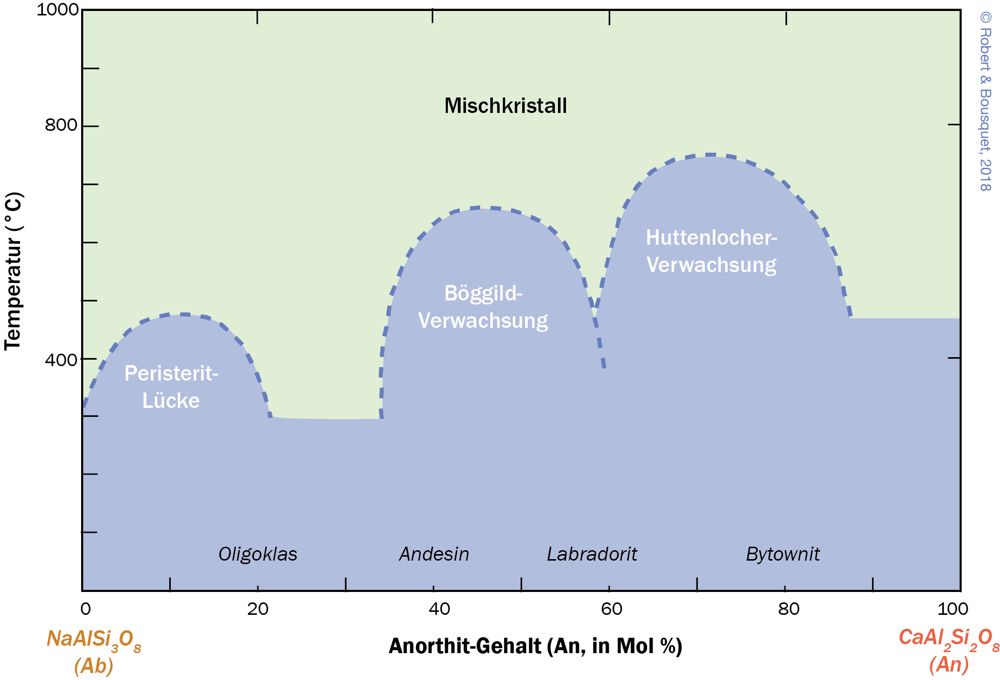 1000
800
400
Temperatur (°C)
Mischkristall
Huttenlocher-
Verwachsung
Böggild-
Verwachsung
Peristerit-
Lücke
Oligoklas Andesin Labradorit Bytownit
0 20 40 60 80 100
NaAlSi₃O₈
(Ab)
Anorthit-Gehalt (An, in Mol %)
CaAl₂Si₂O₈
(An)
© Robert & Bousquet, 2018